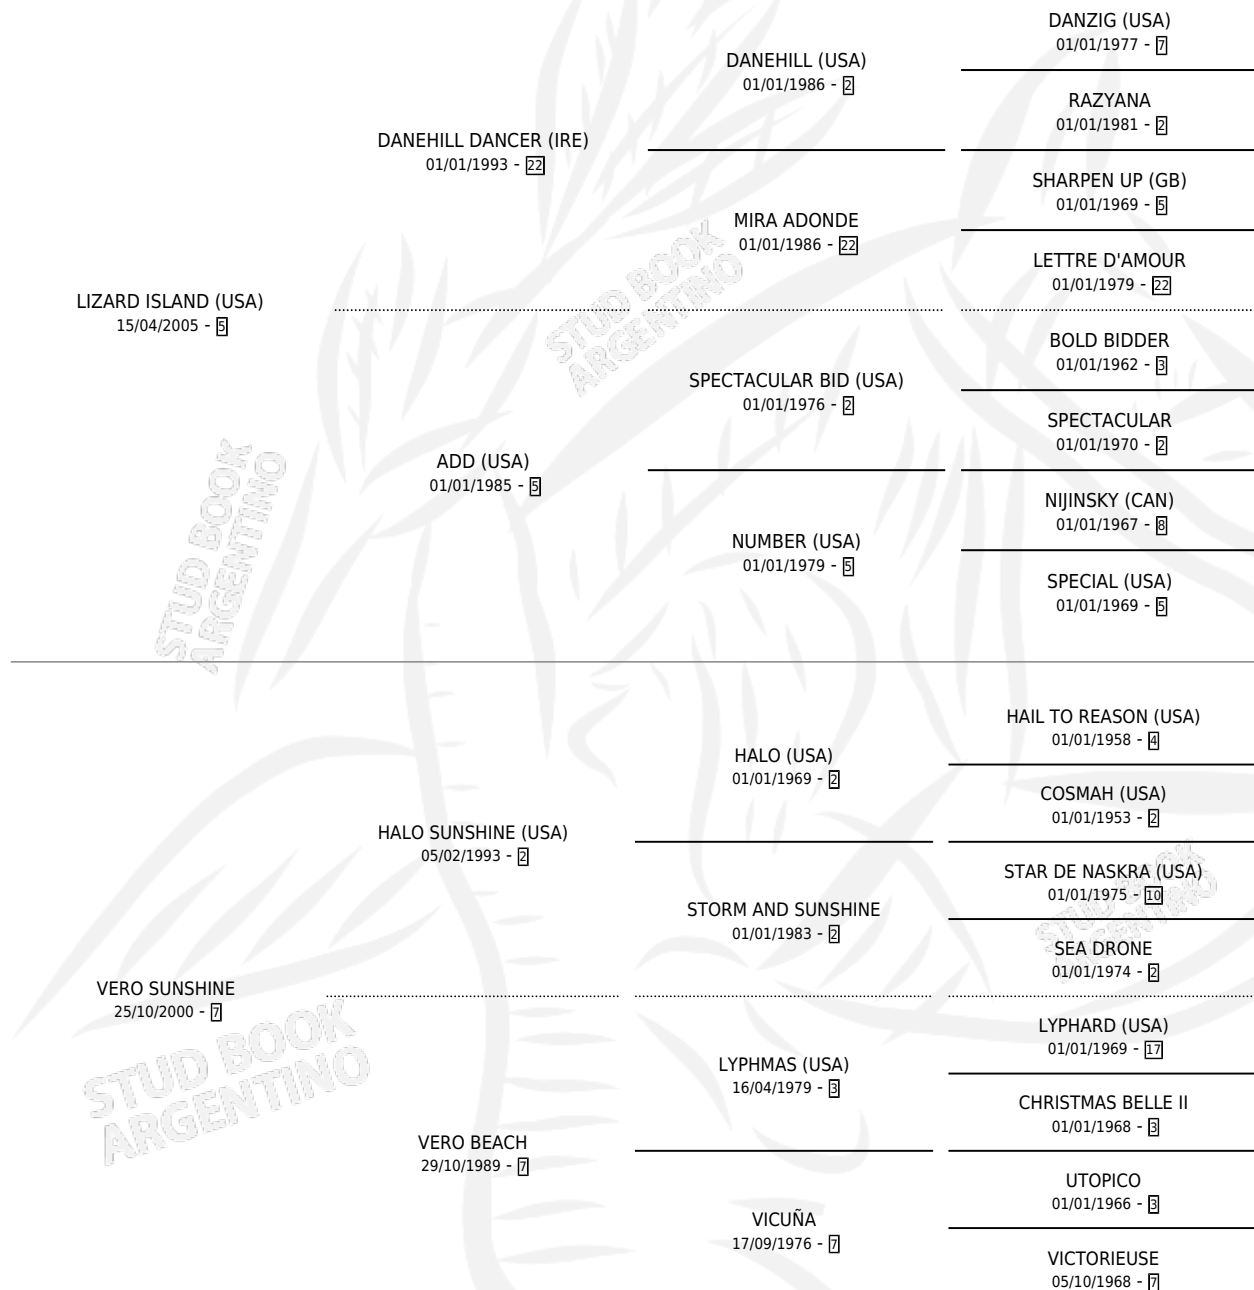 DANZIG (USA)
01/01/1977 - 7
DANEHILL (USA)
01/01/1986 - 2
RAZYANA
01/01/1981 - 2
DANEHILL DANCER (IRE)
01/01/1993 - 22
SHARPEN UP (GB)
01/01/1969 - 5
MIRA ADONDE
01/01/1986 - 22
LETTRE D'AMOUR
01/01/1979 - 22
LIZARD ISLAND (USA)
15/04/2005 - 5
STUD BOOK
ARGENTINO
BOLD BIDDER
01/01/1962 - 3
SPECTACULAR BID (USA)
01/01/1976 - 2
SPECTACULAR
01/01/1970 - 2
ADD (USA)
01/01/1985 - 5
NIJINSKY (CAN)
01/01/1967 - 8
NUMBER (USA)
01/01/1979 - 5
SPECIAL (USA)
01/01/1969 - 5
STUD BOOK
ARGENTINO
HAIL TO REASON (USA)
01/01/1958 - 4
HALO (USA)
01/01/1969 - 2
COSMAH (USA)
01/01/1953 - 2
HALO SUNSHINE (USA)
05/02/1993 - 2
STAR DE NASKRA (USA)
01/01/1975 - 10
STORM AND SUNSHINE
01/01/1983 - 2
SEA DRONE
01/01/1974 - 2
STUD BOOK
ARGENTINO
VERO SUNSHINE
25/10/2000 - 7
LYPHARD (USA)
01/01/1969 - 17
LYPHMAS (USA)
16/04/1979 - 3
CHRISTMAS BELLE II
01/01/1968 - 3
STUD BOOK
ARGENTINO
VERO BEACH
29/10/1989 - 7
UTOPICO
01/01/1966 - 3
VICUÑA
17/09/1976 - 7
VICTORIEUSE
05/10/1968 - 7